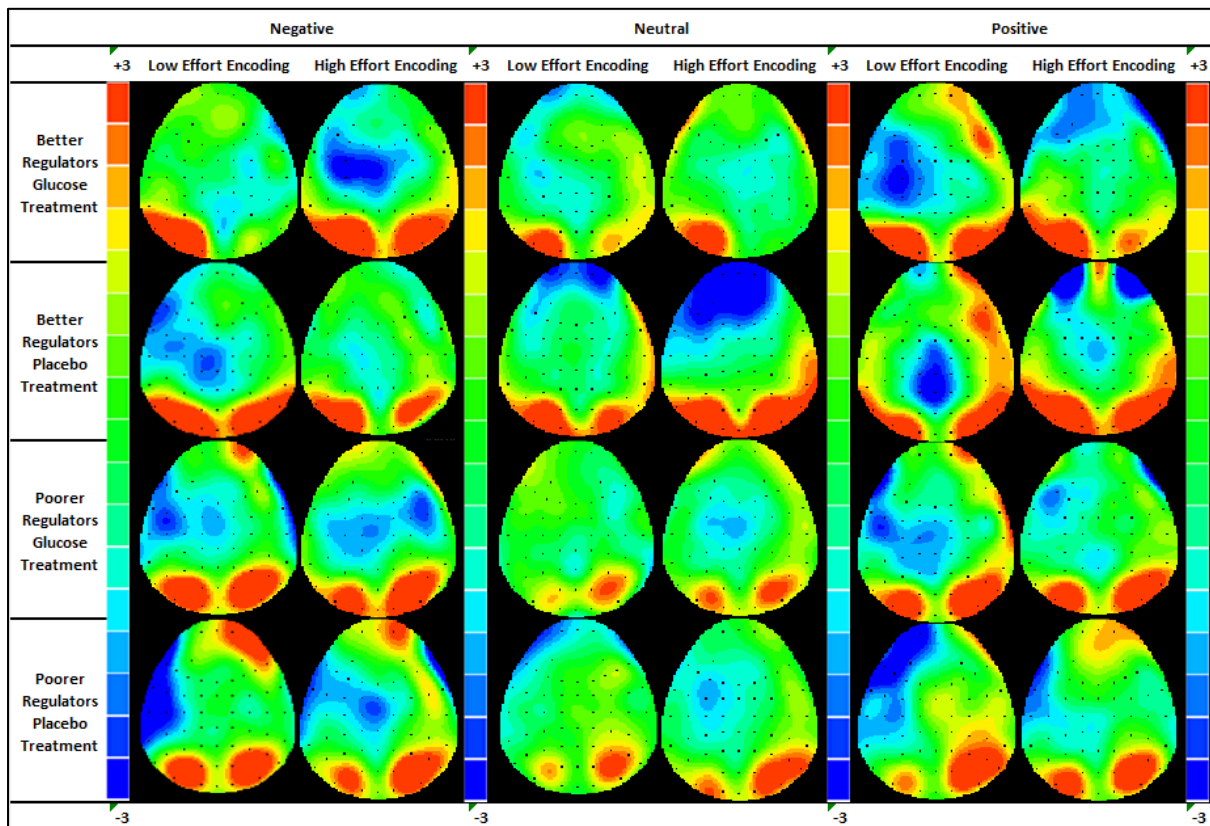 Negative Neutral Positive
+3 Low Effort Encoding High Effort Encoding +3 Low Effort Encoding High Effort Encoding +3 Low Effort Encoding High Effort Encoding +3
Better
Regulators
Glucose
Treatment
Better
Regulators
Placebo
Treatment
Poorer
Regulators
Glucose
Treatment
Poorer
Regulators
Placebo
Treatment
-3 -3 -3 -3